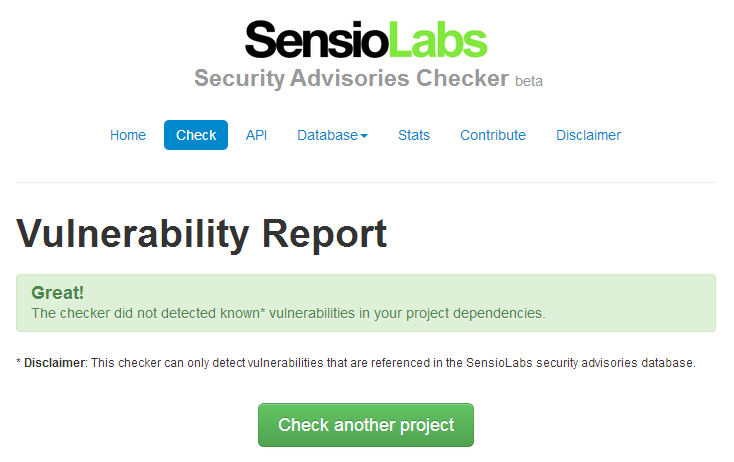 SensioLabs
Security Advisories Checker beta
Home Check API Database Stats Contribute Disclaimer
Vulnerability Report
Great!
The checker did not detected known* vulnerabilities in your project dependencies.
* Disclaimer: This checker can only detect vulnerabilities that are referenced in the SensioLabs security advisories database.
Check another project